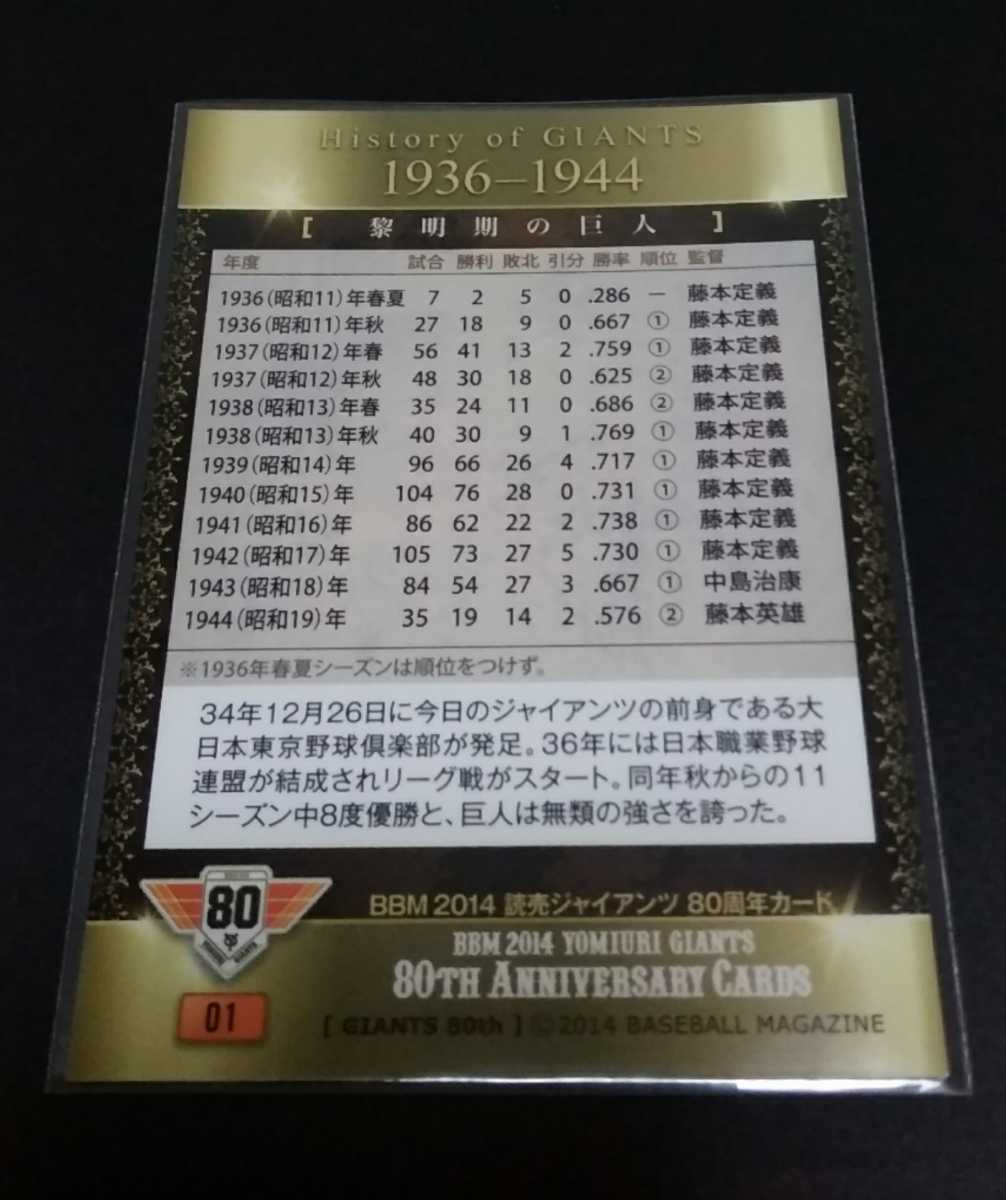 History of GIANTS
1936–1944
[ 黎明期の巨人 ]
年度 試合 勝利 敗北 引分 勝率 順位 監督
1936(昭和11)年春夏 7 2 5 0 .286 − 藤本定義
1936(昭和11)年秋 27 18 9 0 .667 ① 藤本定義
1937(昭和12)年春 56 41 13 2 .759 ① 藤本定義
1937(昭和12)年秋 48 30 18 0 .625 ② 藤本定義
1938(昭和13)年春 35 24 11 0 .686 ② 藤本定義
1938(昭和13)年秋 40 30 9 1 .769 ① 藤本定義
1939(昭和14)年 96 66 26 4 .717 ① 藤本定義
1940(昭和15)年 104 76 28 0 .731 ① 藤本定義
1941(昭和16)年 86 62 22 2 .738 ① 藤本定義
1942(昭和17)年 105 73 27 5 .730 ① 藤本定義
1943(昭和18)年 84 54 27 3 .667 ① 中島治康
1944(昭和19)年 35 19 14 2 .576 ② 藤本英雄
※1936年春夏シーズンは順位をつけず。
34年12月26日に今日のジャイアンツの前身である大
日本東京野球倶楽部が発足。36年には日本職業野球
連盟が結成されリーグ戦がスタート。同年秋からの11
シーズン中8度優勝と、巨人は無類の強さを誇った。
80
YOMIURI GIANTS
BBM 2014 読売ジャイアンツ 80周年カード
BBM 2014 YOMIURI GIANTS
80TH ANNIVERSARY CARDS
01
[ GIANTS 80th ] ©2014 BASEBALL MAGAZINE